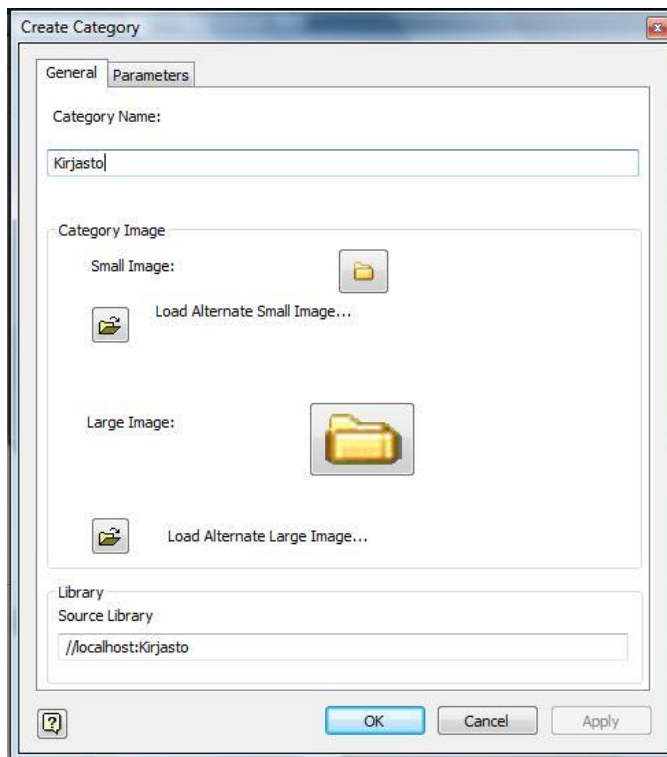 Create Category
General
Parameters
Category Name:
Kirjasto
Category Image
Small Image:
Load Alternate Small Image...
Large Image:
Load Alternate Large Image...
Library
Source Library
//localhost:Kirjasto
?
OK
Cancel
Apply